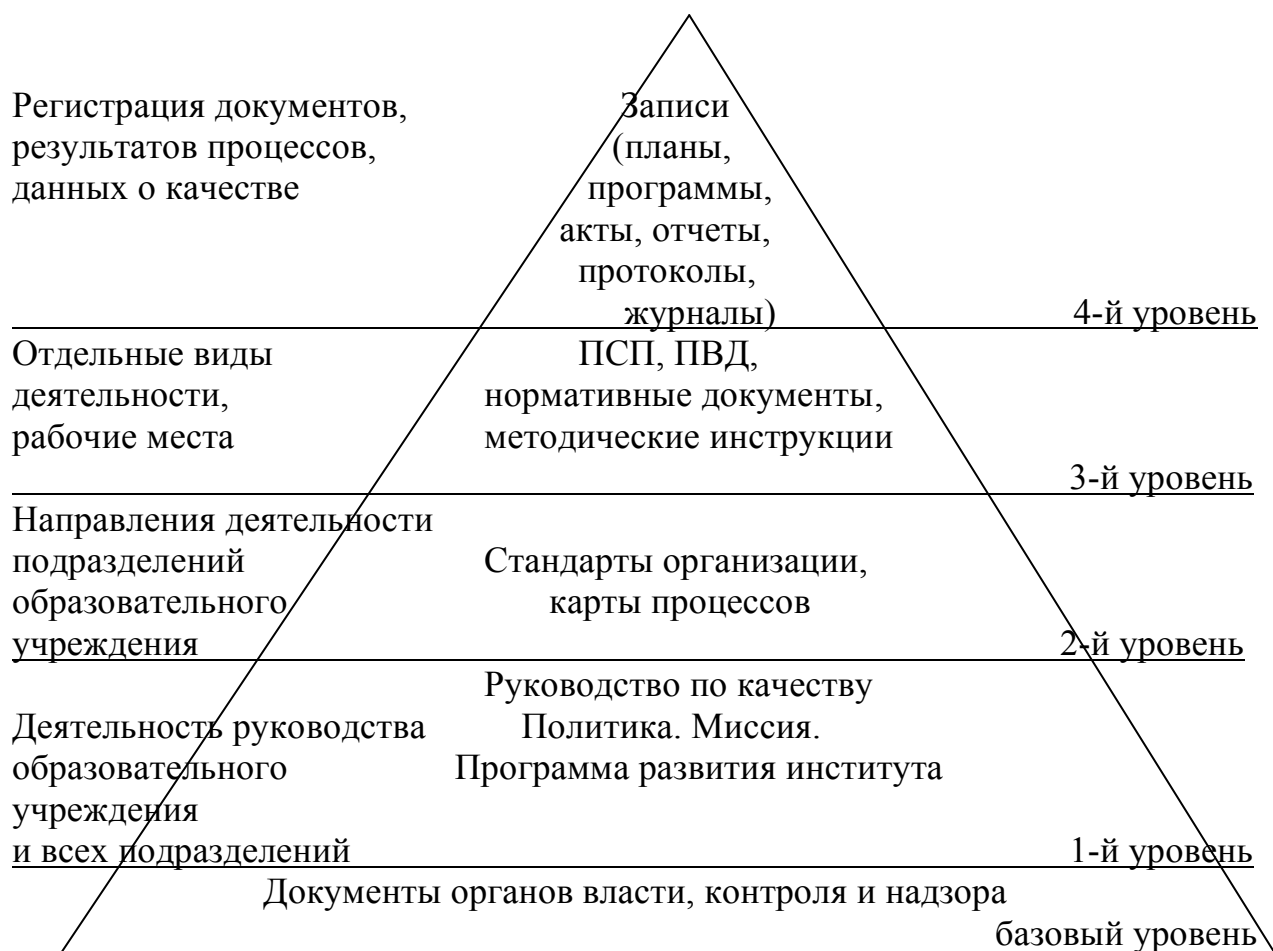 Регистрация документов,
результатов процессов,
данных о качестве
Записи
(планы,
программы,
акты, отчеты,
протоколы,
журналы)
4-й уровень
Отдельные виды
деятельности,
рабочие места
ПСП, ПВД,
нормативные документы,
методические инструкции
3-й уровень
Направления деятельности
подразделений
образовательного
учреждения
Стандарты организации,
карты процессов
2-й уровень
Деятельность руководства
образовательного
учреждения
и всех подразделений
Руководство по качеству
Политика. Миссия.
Программа развития института
1-й уровень
Документы органов власти, контроля и надзора
базовый уровень